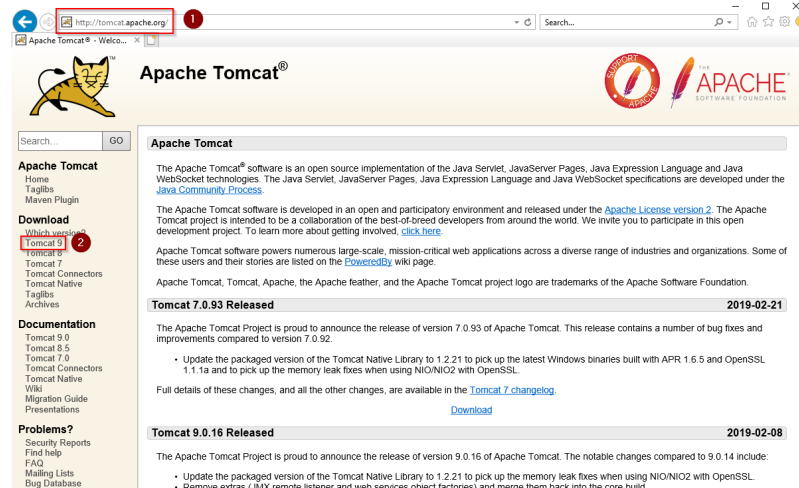 http://tomcat.apache.org/
1
Search...
Apache Tomcat® - Welco...
TM
Apache Tomcat®
SUPPORT
APACHE
THE
APACHE®
SOFTWARE FOUNDATION
Search...
GO
Apache Tomcat
Home
Taglibs
Maven Plugin
Download
Which version?
Tomcat 9
2
Tomcat 8
Tomcat 7
Tomcat Connectors
Tomcat Native
Taglibs
Archives
Documentation
Tomcat 9.0
Tomcat 8.5
Tomcat 7.0
Tomcat Connectors
Tomcat Native
Wiki
Migration Guide
Presentations
Problems?
Security Reports
Find help
FAQ
Mailing Lists
Bug Database
Apache Tomcat
The Apache Tomcat® software is an open source implementation of the Java Servlet, JavaServer Pages, Java Expression Language and Java
WebSocket technologies. The Java Servlet, JavaServer Pages, Java Expression Language and Java WebSocket specifications are developed under the
Java Community Process.
The Apache Tomcat software is developed in an open and participatory environment and released under the Apache License version 2. The Apache
Tomcat project is intended to be a collaboration of the best-of-breed developers from around the world. We invite you to participate in this open
development project. To learn more about getting involved, click here.
Apache Tomcat software powers numerous large-scale, mission-critical web applications across a diverse range of industries and organizations. Some of
these users and their stories are listed on the PoweredBy wiki page.
Apache Tomcat, Tomcat, Apache, the Apache feather, and the Apache Tomcat project logo are trademarks of the Apache Software Foundation.
Tomcat 7.0.93 Released 2019-02-21
The Apache Tomcat Project is proud to announce the release of version 7.0.93 of Apache Tomcat. This release contains a number of bug fixes and
improvements compared to version 7.0.92.
• Update the packaged version of the Tomcat Native Library to 1.2.21 to pick up the latest Windows binaries built with APR 1.6.5 and OpenSSL
1.1.1a and to pick up the memory leak fixes when using NIO/NIO2 with OpenSSL.
Full details of these changes, and all the other changes, are available in the Tomcat 7 changelog.
Download
Tomcat 9.0.16 Released 2019-02-08
The Apache Tomcat Project is proud to announce the release of version 9.0.16 of Apache Tomcat. The notable changes compared to 9.0.14 include:
• Update the packaged version of the Tomcat Native Library to 1.2.21 to pick up the memory leak fixes when using NIO/NIO2 with OpenSSL.
• Remove extras (JMX remote listener and web services object factories) and merge them back into the core build.